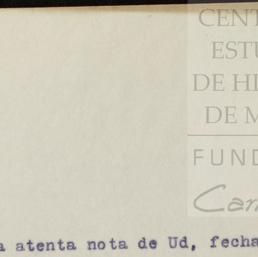 CENT
ESTU
DE HI
DE M
FUND
Car
a atenta nota de Ud, fecha